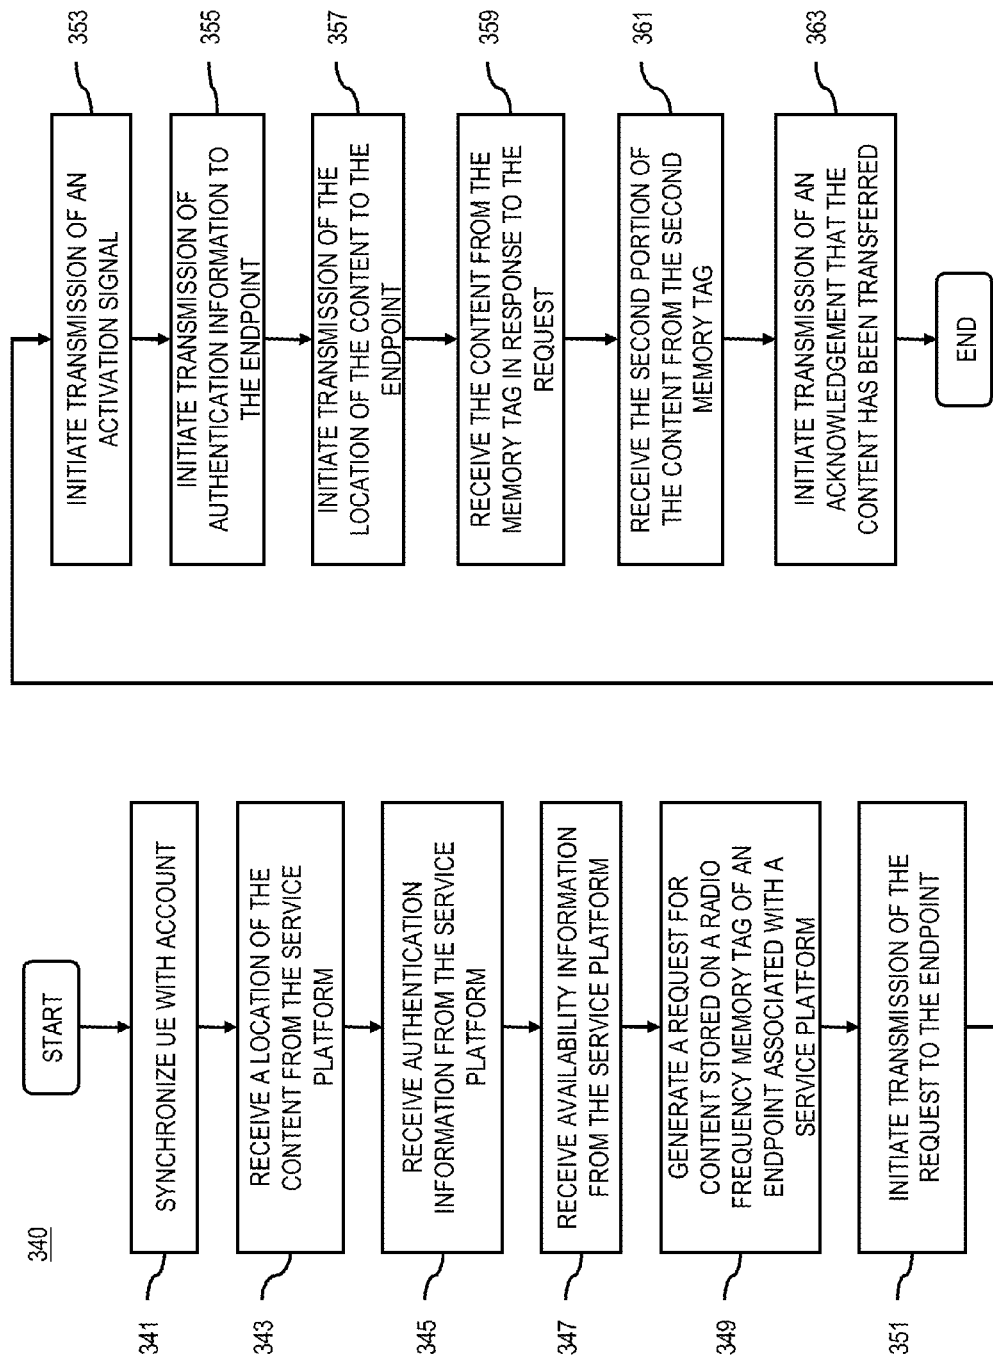 340
START
341
SYNCHRONIZE UE WITH ACCOUNT
343
RECEIVE A LOCATION OF THE
CONTENT FROM THE SERVICE
PLATFORM
345
RECEIVE AUTHENTICATION
INFORMATION FROM THE SERVICE
PLATFORM
347
RECEIVE AVAILABILITY INFORMATION
FROM THE SERVICE PLATFORM
349
GENERATE A REQUEST FOR
CONTENT STORED ON A RADIO
FREQUENCY MEMORY TAG OF AN
ENDPOINT ASSOCIATED WITH A
SERVICE PLATFORM
351
INITIATE TRANSMISSION OF THE
REQUEST TO THE ENDPOINT
INITIATE TRANSMISSION OF AN
ACTIVATION SIGNAL
353
INITIATE TRANSMISSION OF
AUTHENTICATION INFORMATION TO
THE ENDPOINT
355
INITIATE TRANSMISSION OF THE
LOCATION OF THE CONTENT TO THE
ENDPOINT
357
RECEIVE THE CONTENT FROM THE
MEMORY TAG IN RESPONSE TO THE
REQUEST
359
RECEIVE THE SECOND PORTION OF
THE CONTENT FROM THE SECOND
MEMORY TAG
361
INITIATE TRANSMISSION OF AN
ACKNOWLEDGEMENT THAT THE
CONTENT HAS BEEN TRANSFERRED
363
END